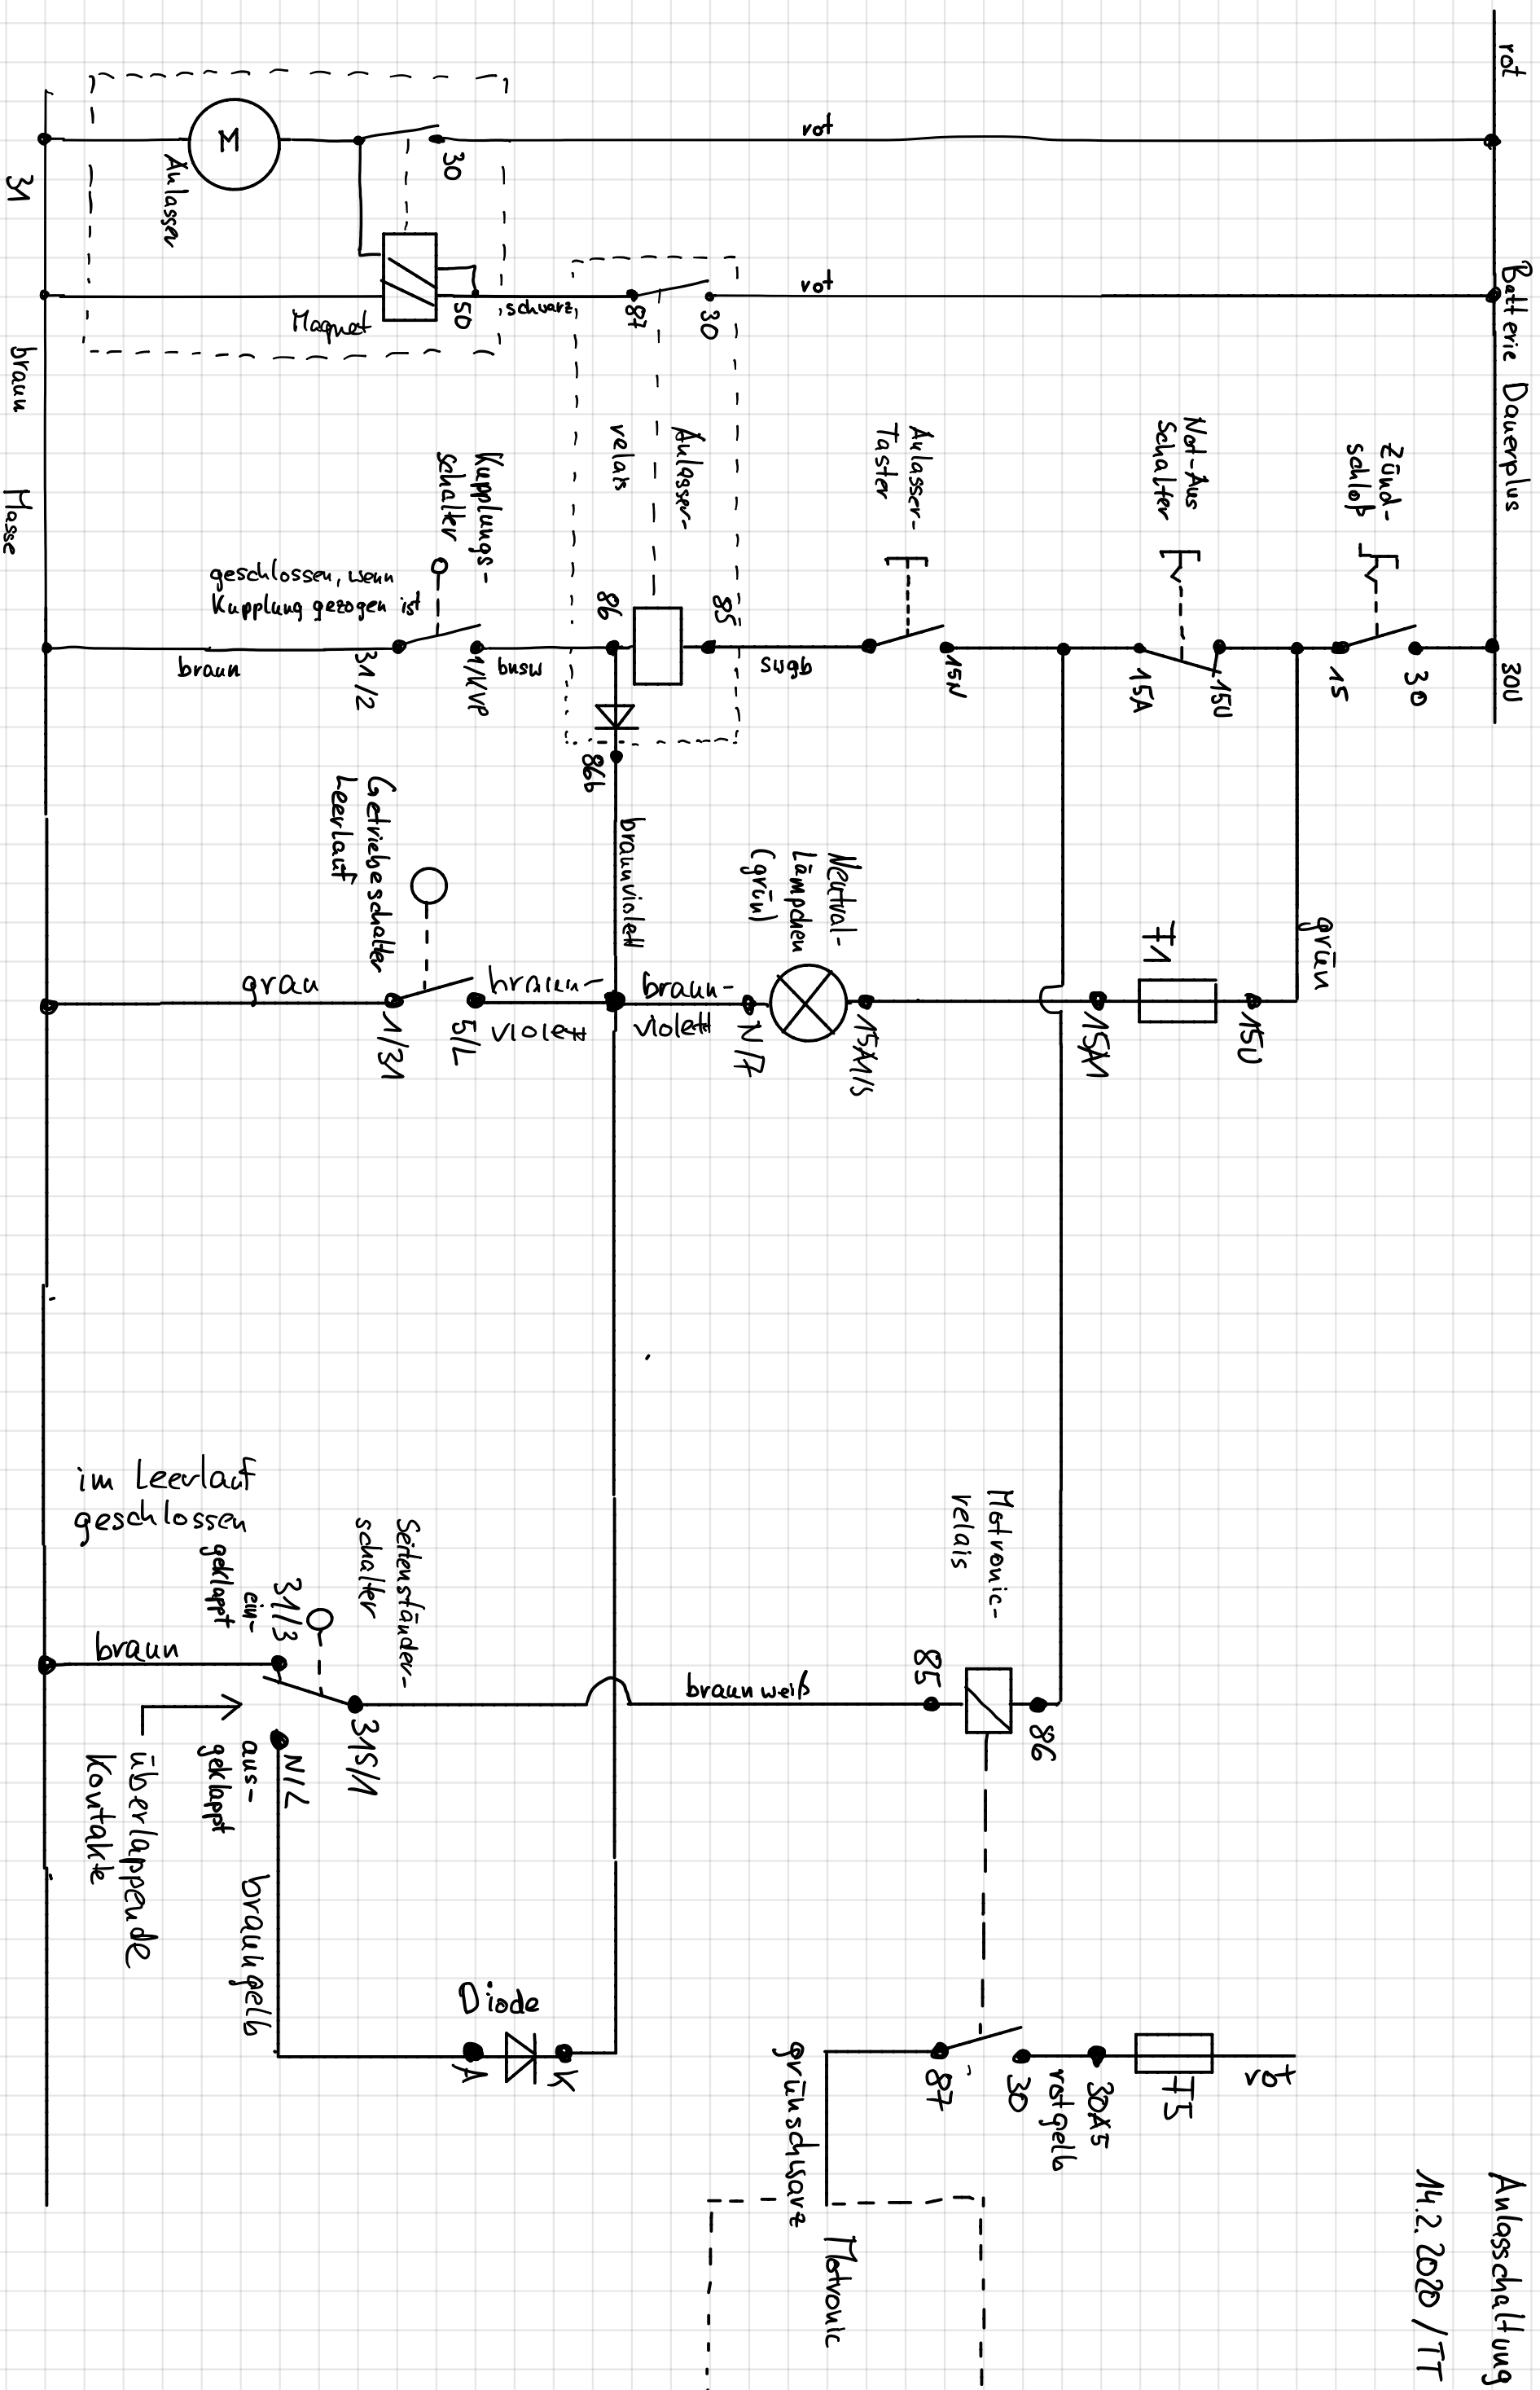 Anlasschaltung
14.2.2020/TT
rot
Batterie Dauerplus
30U
rot
rot
30
M
Anlasser
Magnet
50
schwarz
87
30
Anlasser-
relais
Zünd-
schloß
30
15
Not-Aus
Schalter
15U
15A
Anlasser-
Taster
15N
swgb
85
86
86b
bnsw
1/KVP
Kupplungs-
schalter
geschlossen, wenn
Kupplung gezogen ist
31/2
braun
grün
15U
F1
15A1
15A1/S
Neutral-
Lämpchen
(grün)
N/7
braun-
violett
braunviolett
braun-
violett
5/L
Getriebeschalter
Leerlauf
1/31
grau
im Leerlauf
geschlossen
Motronic-
relais
86
85
braunweiß
Seitenständer-
schalter
31S/1
31/3
ein-
geklappt
N/L
aus-
geklappt
überlappende
Kontakte
braun
braungelb
Diode
A
K
rot
F5
30A5
rotgelb
30
87
grünschwarz
Motronic
31
braun
Masse